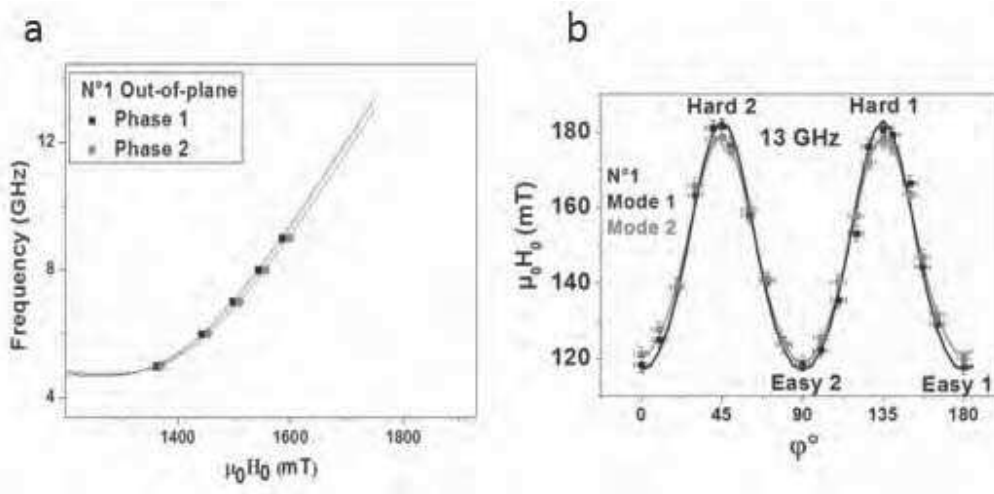 a
N°1 Out-of-plane
Phase 1
Phase 2
Frequency (GHz)
12
8
4
1400
1600
1800
μ₀H₀ (mT)
b
Hard 2
Hard 1
13 GHz
N°1
Mode 1
Mode 2
Easy 2
Easy 1
μ₀H₀ (mT)
180
160
140
120
0
45
90
135
180
φ°